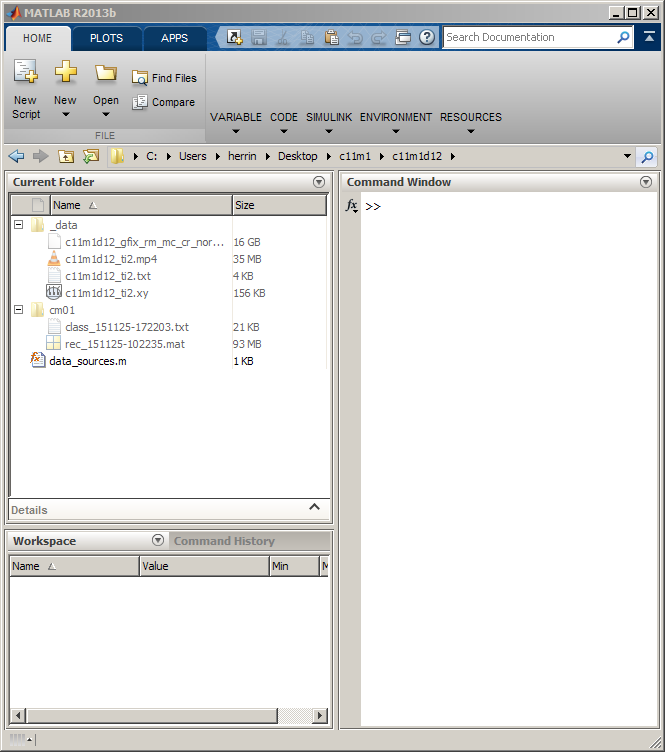 MATLAB R2013b
HOME PLOTS APPS Search Documentation
New Script New Open Find Files Compare
FILE
VARIABLE CODE SIMULINK ENVIRONMENT RESOURCES
C: Users herrin Desktop c11m1 c11m1d12
Current Folder
Name Size
_data
c11m1d12_gfix_rm_mc_cr_nor... 16 GB
c11m1d12_ti2.mp4 35 MB
c11m1d12_ti2.txt 4 KB
c11m1d12_ti2.xy 156 KB
cm01
class_151125-172203.txt 21 KB
rec_151125-102235.mat 93 MB
data_sources.m 1 KB
Details
Workspace Command History
Name Value Min M
Command Window
fx >>